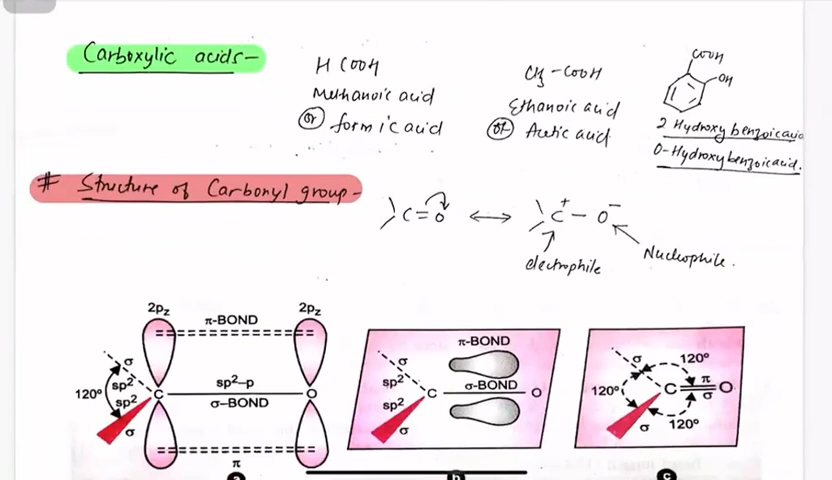 Carboxylic acids-
H COOH
Methanoic acid
or formic acid
CH3-COOH
Ethanoic acid
or Acetic acid
COOH
OH
2 Hydroxy benzoic acid
O-Hydroxybenzoic acid.
# Structure of Carbonyl group-
C=O ⟷ C+ - O-
electrophile
Nucleophile.
2pz 2pz
π-BOND
σ
120° sp2
sp2
C sp2–p O
σ–BOND
σ
π
a
π-BOND
σ
sp2
C σ-BOND O
sp2
σ
b
σ 120°
120° C π O
σ
σ 120°
c